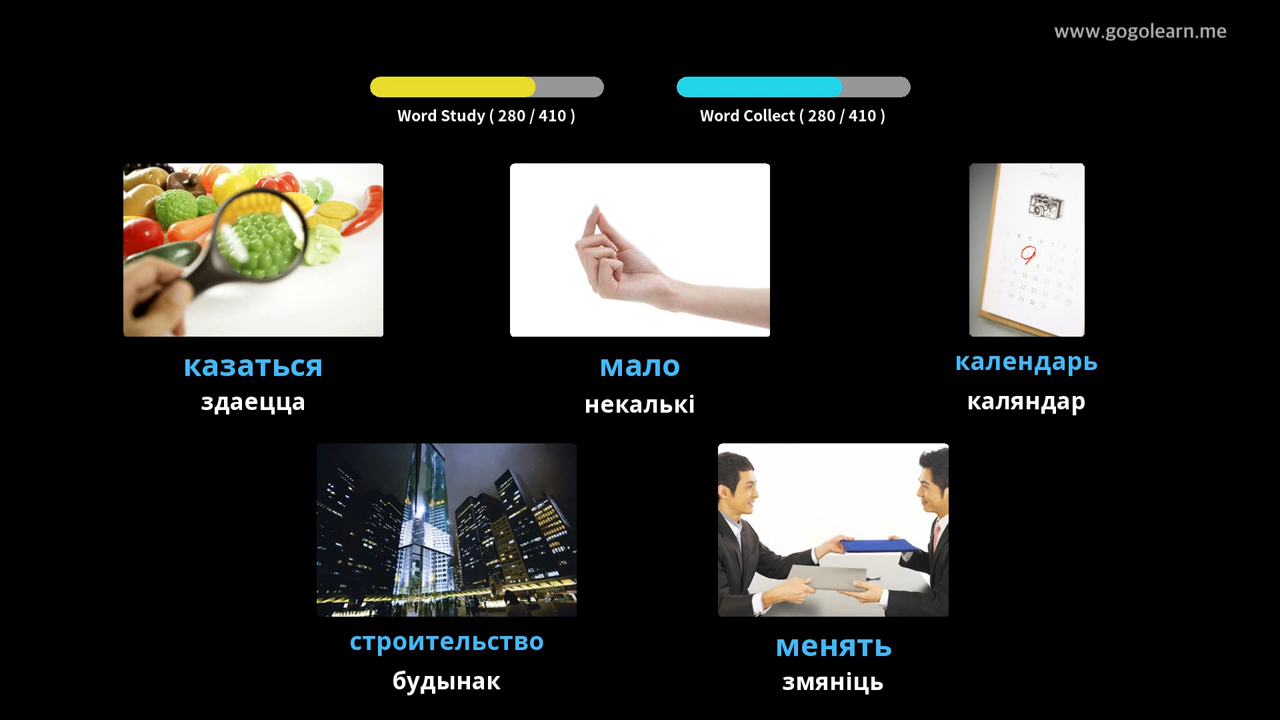 www.gogolearn.me
Word Study ( 280 / 410 )
Word Collect ( 280 / 410 )
казаться
здаецца
мало
некалькі
календарь
каляндар
строительство
будынак
менять
змяніць